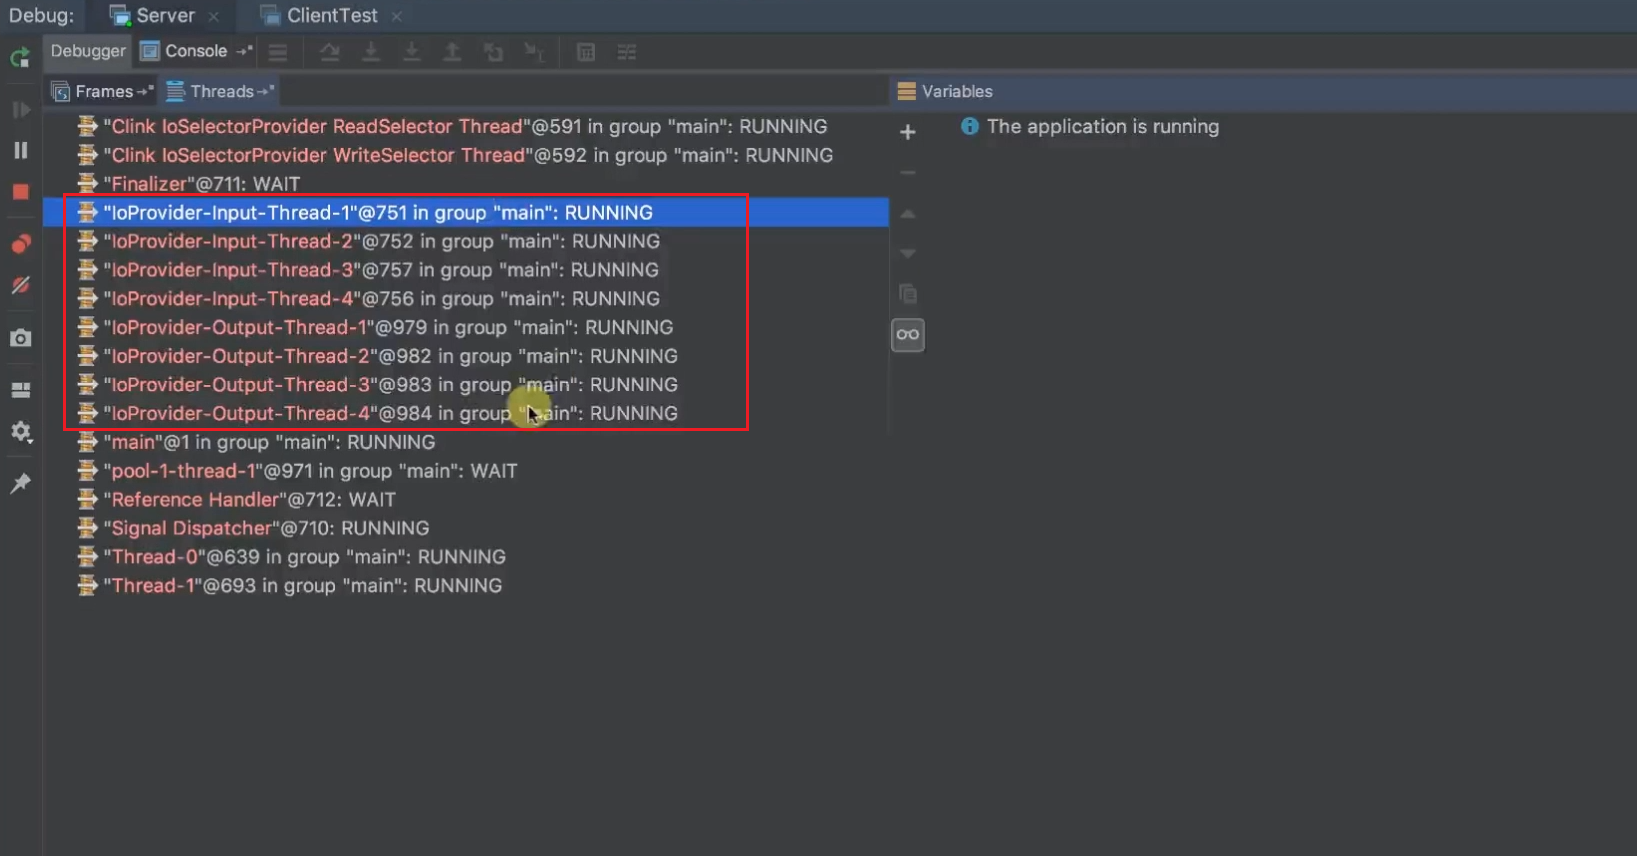 Debug: Server × ClientTest ×
Debugger Console
Frames Threads Variables
"Clink IoSelectorProvider ReadSelector Thread"@591 in group "main": RUNNING
The application is running
"Clink IoSelectorProvider WriteSelector Thread"@592 in group "main": RUNNING
"Finalizer"@711: WAIT
"IoProvider-Input-Thread-1"@751 in group "main": RUNNING
"IoProvider-Input-Thread-2"@752 in group "main": RUNNING
"IoProvider-Input-Thread-3"@757 in group "main": RUNNING
"IoProvider-Input-Thread-4"@756 in group "main": RUNNING
"IoProvider-Output-Thread-1"@979 in group "main": RUNNING
"IoProvider-Output-Thread-2"@982 in group "main": RUNNING
"IoProvider-Output-Thread-3"@983 in group "main": RUNNING
"IoProvider-Output-Thread-4"@984 in group "main": RUNNING
"main"@1 in group "main": RUNNING
"pool-1-thread-1"@971 in group "main": WAIT
"Reference Handler"@712: WAIT
"Signal Dispatcher"@710: RUNNING
"Thread-0"@639 in group "main": RUNNING
"Thread-1"@693 in group "main": RUNNING